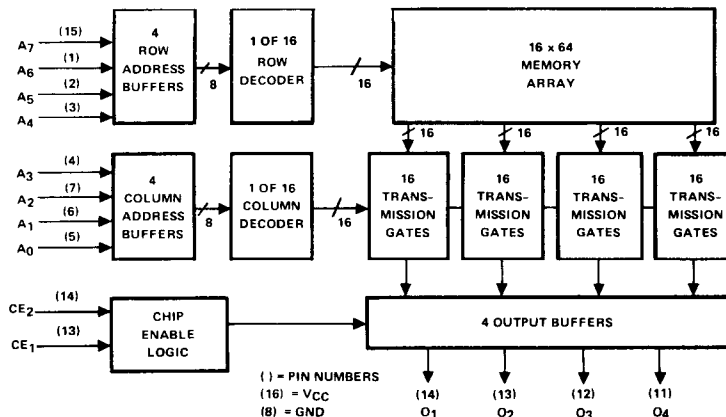 A7 (15)
A6 (1)
A5 (2)
A4 (3)
4
ROW
ADDRESS
BUFFERS
8
1 OF 16
ROW
DECODER
16
16 x 64
MEMORY
ARRAY
16
16
16
16
A3 (4)
A2 (7)
A1 (6)
A0 (5)
4
COLUMN
ADDRESS
BUFFERS
8
1 OF 16
COLUMN
DECODER
16
16
TRANS-
MISSION
GATES
16
TRANS-
MISSION
GATES
16
TRANS-
MISSION
GATES
16
TRANS-
MISSION
GATES
CE2 (14)
CE1 (13)
CHIP
ENABLE
LOGIC
4 OUTPUT BUFFERS
( ) = PIN NUMBERS
(16) = VCC
(8) = GND
(14)
O1
(13)
O2
(12)
O3
(11)
O4